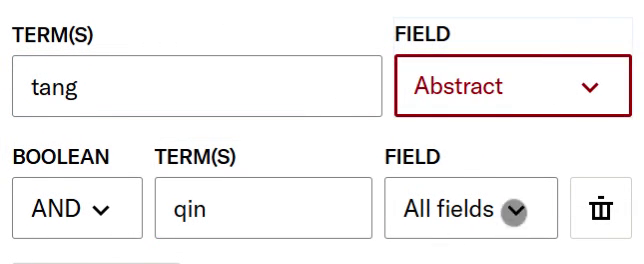 TERM(S) FIELD
tang Abstract
BOOLEAN TERM(S) FIELD
AND qin All fields